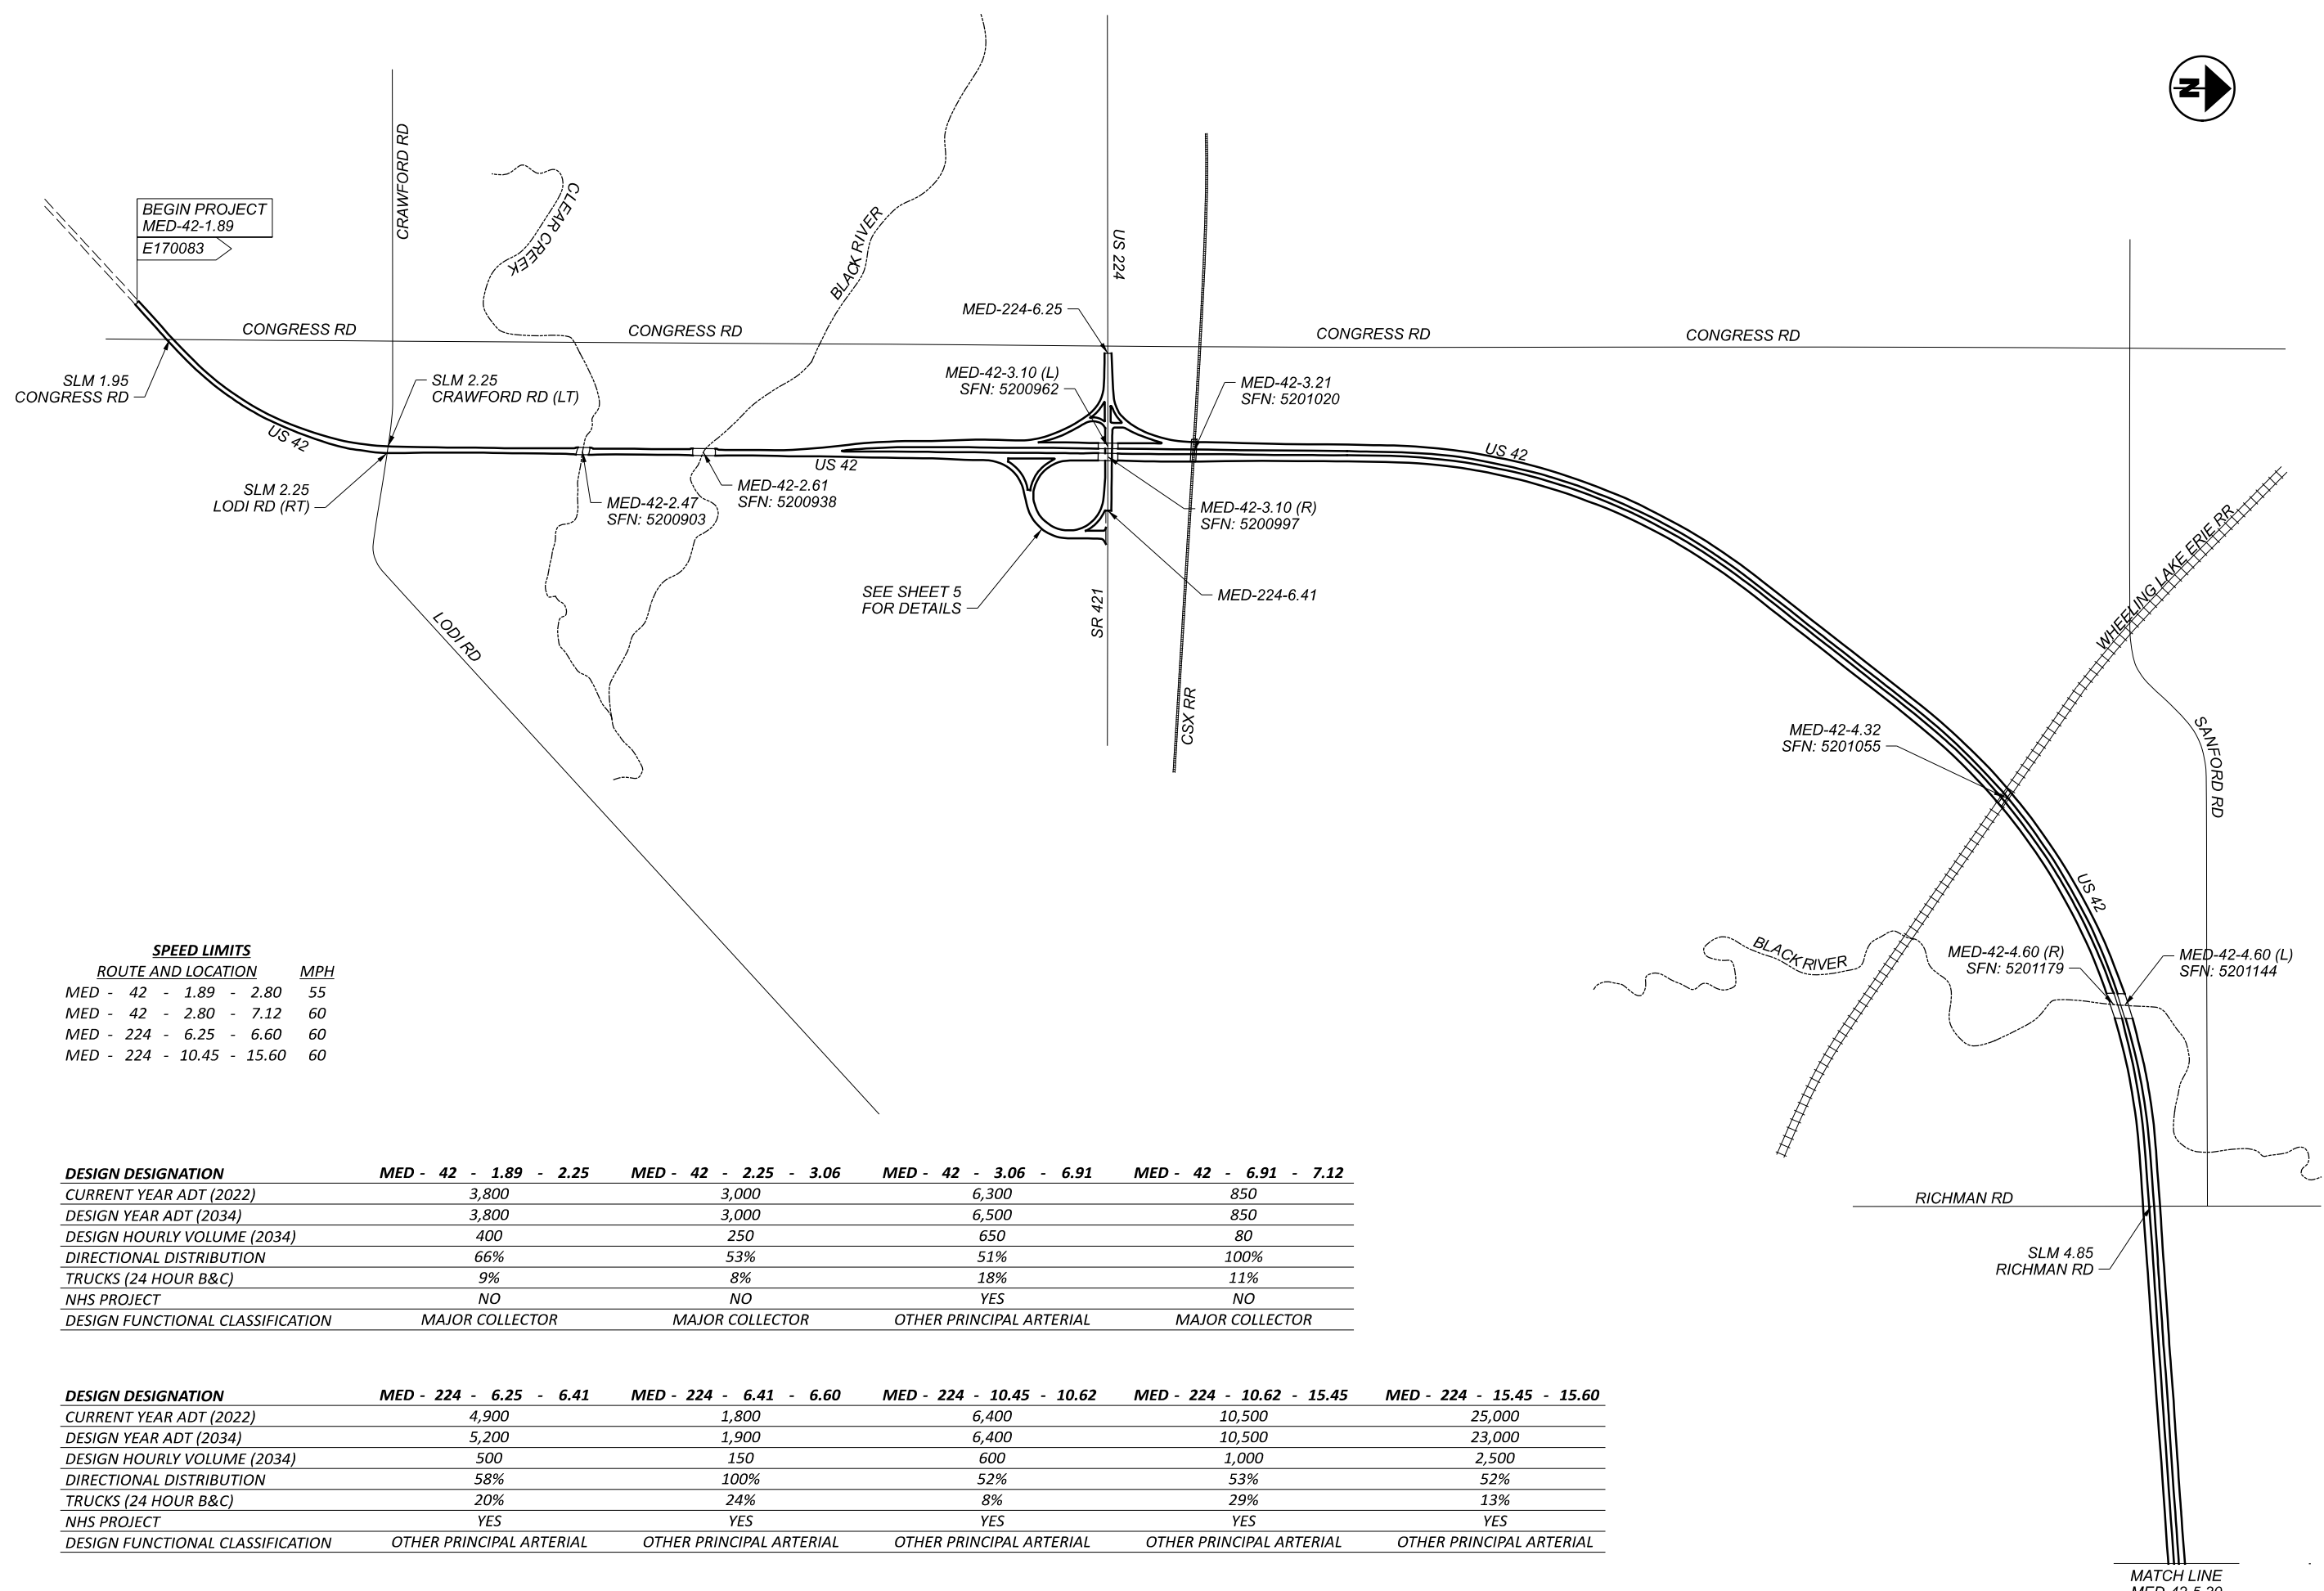 N
CRAWFORD RD
CLEAR CREEK
BLACK RIVER
US 224
BEGIN PROJECT
MED-42-1.89
E170083
MED-224-6.25
CONGRESS RD
CONGRESS RD
CONGRESS RD
CONGRESS RD
SLM 1.95
CONGRESS RD
SLM 2.25
CRAWFORD RD (LT)
MED-42-3.10 (L)
SFN: 5200962
MED-42-3.21
SFN: 5201020
US 42
US 42
US 42
SLM 2.25
LODI RD (RT)
MED-42-2.47
SFN: 5200903
MED-42-2.61
SFN: 5200938
MED-42-3.10 (R)
SFN: 5200997
SEE SHEET 5
FOR DETAILS
MED-224-6.41
SR 421
LODI RD
CSX RR
WHEELING LAKE ERIE RR
SANFORD RD
MED-42-4.32
SFN: 5201055
US 42
BLACK RIVER
MED-42-4.60 (R)
SFN: 5201179
MED-42-4.60 (L)
SFN: 5201144
RICHMAN RD
SLM 4.85
RICHMAN RD
SPEED LIMITS
ROUTE AND LOCATION MPH
MED - 42 - 1.89 - 2.80 55
MED - 42 - 2.80 - 7.12 60
MED - 224 - 6.25 - 6.60 60
MED - 224 - 10.45 - 15.60 60
DESIGN DESIGNATION MED - 42 - 1.89 - 2.25 MED - 42 - 2.25 - 3.06 MED - 42 - 3.06 - 6.91 MED - 42 - 6.91 - 7.12
CURRENT YEAR ADT (2022) 3,800 3,000 6,300 850
DESIGN YEAR ADT (2034) 3,800 3,000 6,500 850
DESIGN HOURLY VOLUME (2034) 400 250 650 80
DIRECTIONAL DISTRIBUTION 66% 53% 51% 100%
TRUCKS (24 HOUR B&C) 9% 8% 18% 11%
NHS PROJECT NO NO YES NO
DESIGN FUNCTIONAL CLASSIFICATION MAJOR COLLECTOR MAJOR COLLECTOR OTHER PRINCIPAL ARTERIAL MAJOR COLLECTOR
DESIGN DESIGNATION MED - 224 - 6.25 - 6.41 MED - 224 - 6.41 - 6.60 MED - 224 - 10.45 - 10.62 MED - 224 - 10.62 - 15.45 MED - 224 - 15.45 - 15.60
CURRENT YEAR ADT (2022) 4,900 1,800 6,400 10,500 25,000
DESIGN YEAR ADT (2034) 5,200 1,900 6,400 10,500 23,000
DESIGN HOURLY VOLUME (2034) 500 150 600 1,000 2,500
DIRECTIONAL DISTRIBUTION 58% 100% 52% 53% 52%
TRUCKS (24 HOUR B&C) 20% 24% 8% 29% 13%
NHS PROJECT YES YES YES YES YES
DESIGN FUNCTIONAL CLASSIFICATION OTHER PRINCIPAL ARTERIAL OTHER PRINCIPAL ARTERIAL OTHER PRINCIPAL ARTERIAL OTHER PRINCIPAL ARTERIAL OTHER PRINCIPAL ARTERIAL
MATCH LINE